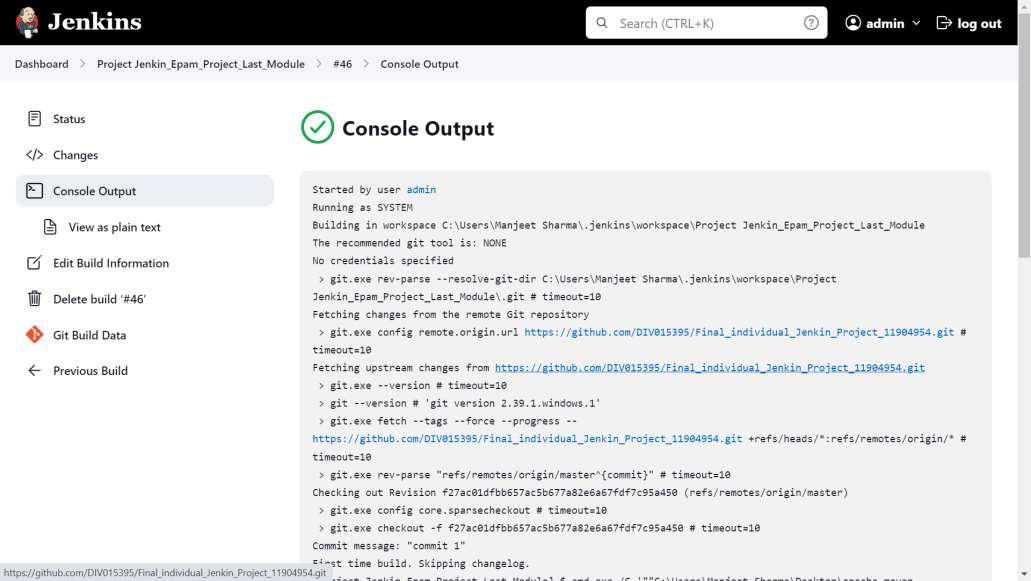 Jenkins
Search (CTRL+K)
admin
log out
Dashboard
Project Jenkin_Epam_Project_Last_Module
#46
Console Output
Status
Changes
Console Output
View as plain text
Edit Build Information
Delete build '#46'
Git Build Data
Previous Build
Console Output
Started by user admin
Running as SYSTEM
Building in workspace C:\Users\Manjeet Sharma\.jenkins\workspace\Project Jenkin_Epam_Project_Last_Module
The recommended git tool is: NONE
No credentials specified
> git.exe rev-parse --resolve-git-dir C:\Users\Manjeet Sharma\.jenkins\workspace\Project
Jenkin_Epam_Project_Last_Module\.git # timeout=10
Fetching changes from the remote Git repository
> git.exe config remote.origin.url https://github.com/DIV015395/Final_individual_Jenkin_Project_11904954.git #
timeout=10
Fetching upstream changes from https://github.com/DIV015395/Final_individual_Jenkin_Project_11904954.git
> git.exe --version # timeout=10
> git --version # 'git version 2.39.1.windows.1'
> git.exe fetch --tags --force --progress --
https://github.com/DIV015395/Final_individual_Jenkin_Project_11904954.git +refs/heads/*:refs/remotes/origin/* #
timeout=10
> git.exe rev-parse "refs/remotes/origin/master^{commit}" # timeout=10
Checking out Revision f27ac01dfbb657ac5b677a82e6a67fdf7c95a450 (refs/remotes/origin/master)
> git.exe config core.sparsecheckout # timeout=10
> git.exe checkout -f f27ac01dfbb657ac5b677a82e6a67fdf7c95a450 # timeout=10
Commit message: "commit 1"
First time build. Skipping changelog.
https://github.com/DIV015395/Final_individual_Jenkin_Project_11904954.git